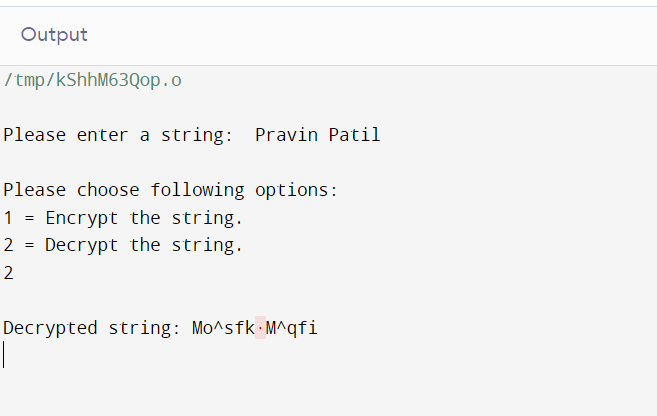 Output
/tmp/kShhM63Qop.o
Please enter a string:  Pravin Patil
Please choose following options:
1 = Encrypt the string.
2 = Decrypt the string.
2
Decrypted string: Mo^sfk·M^qfi